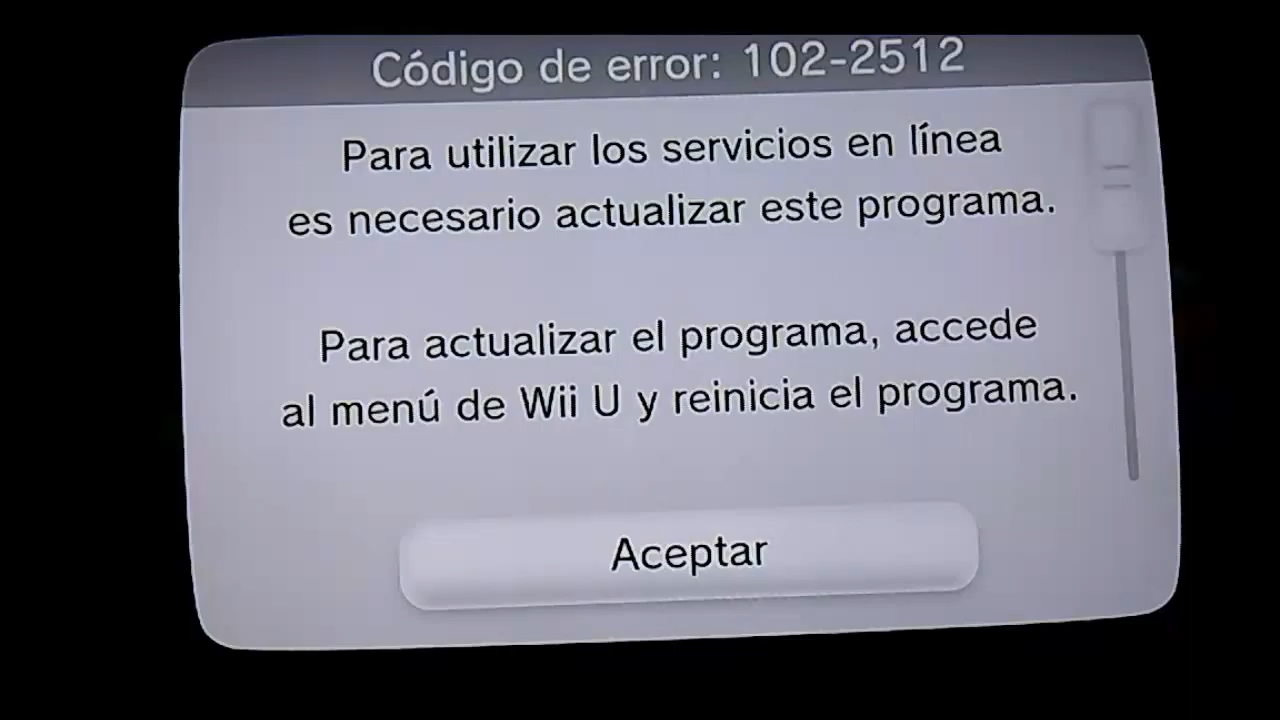 Código de error: 102-2512
Para utilizar los servicios en línea
es necesario actualizar este programa.
Para actualizar el programa, accede
al menú de Wii U y reinicia el programa.
Aceptar